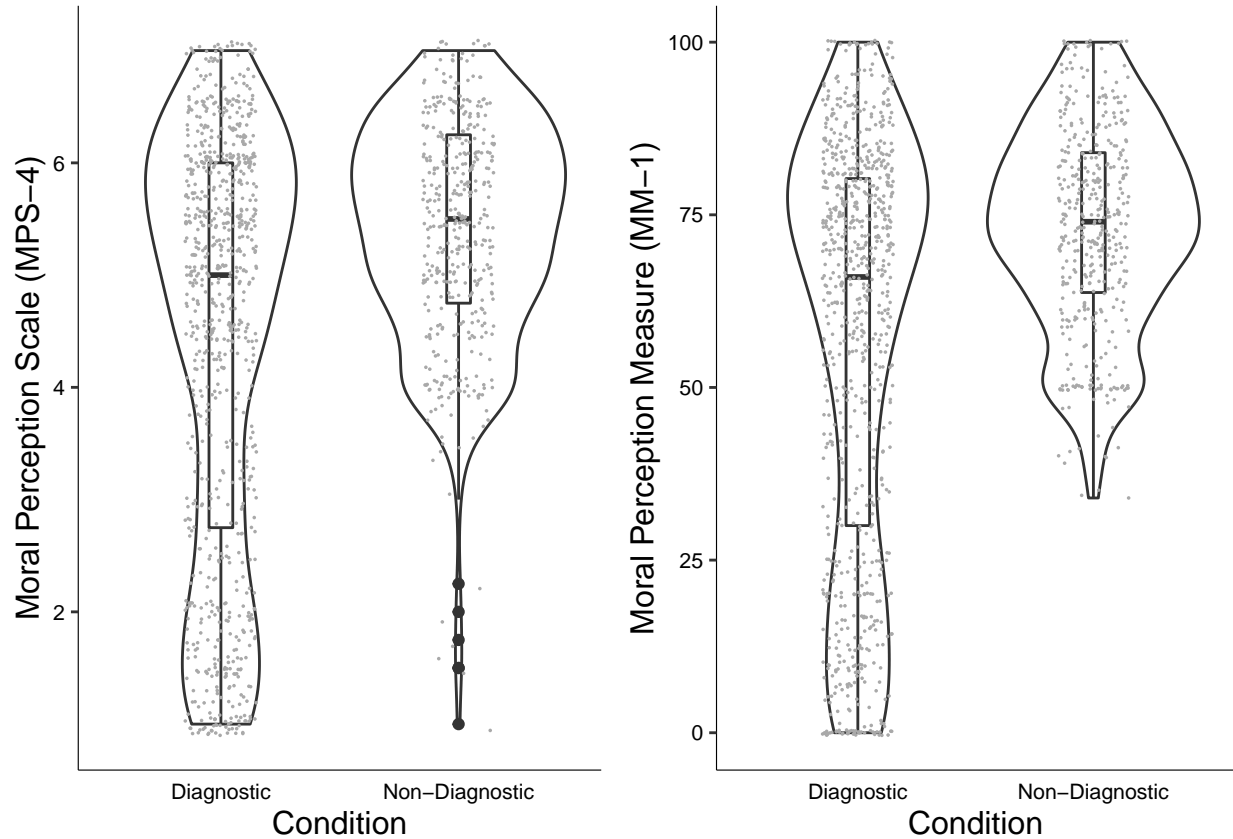 Moral Perception Scale (MPS−4)
6
4
2
Diagnostic
Non−Diagnostic
Condition
Moral Perception Measure (MM−1)
100
75
50
25
0
Diagnostic
Non−Diagnostic
Condition